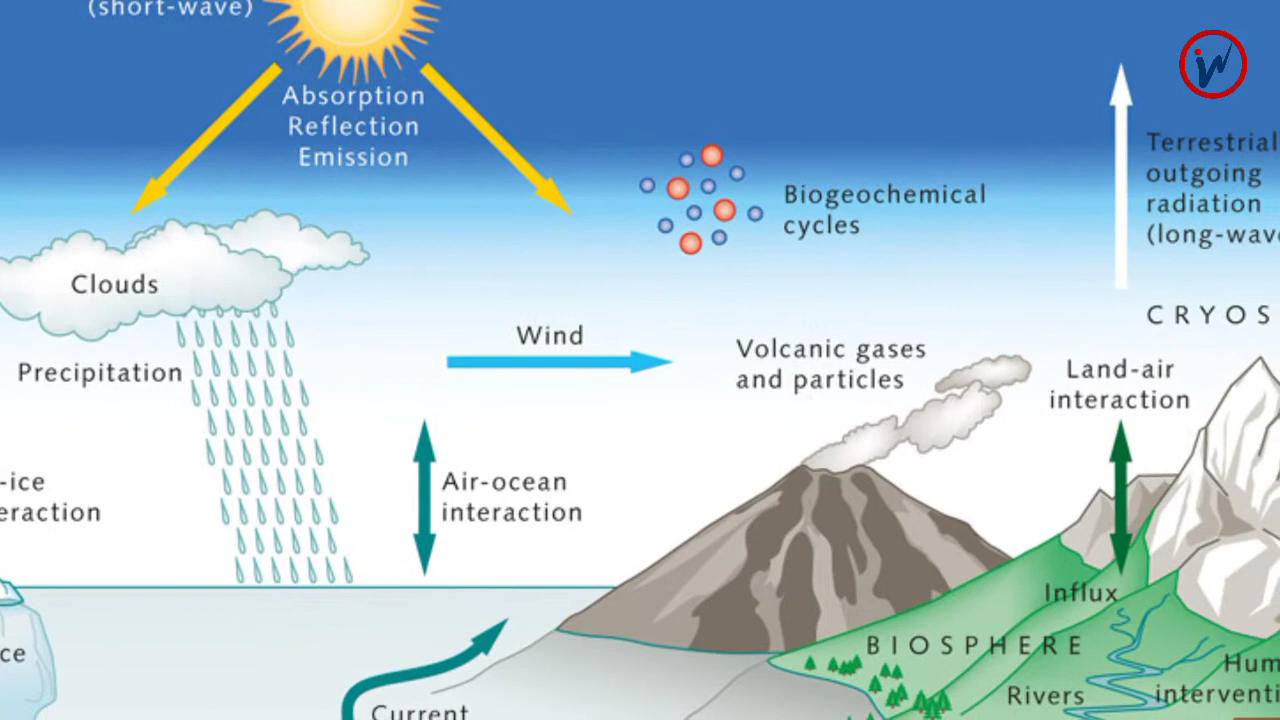 (short-wave)
Absorption
Reflection
Emission
Terrestrial
outgoing
radiation
(long-wave
Biogeochemical
cycles
Clouds
CRYOS
Wind
Precipitation
Volcanic gases
and particles
Land-air
interaction
-ice
eraction
Air-ocean
interaction
Influx
BIOSPHERE
ce
Hum
interventi
Rivers
Current
iw